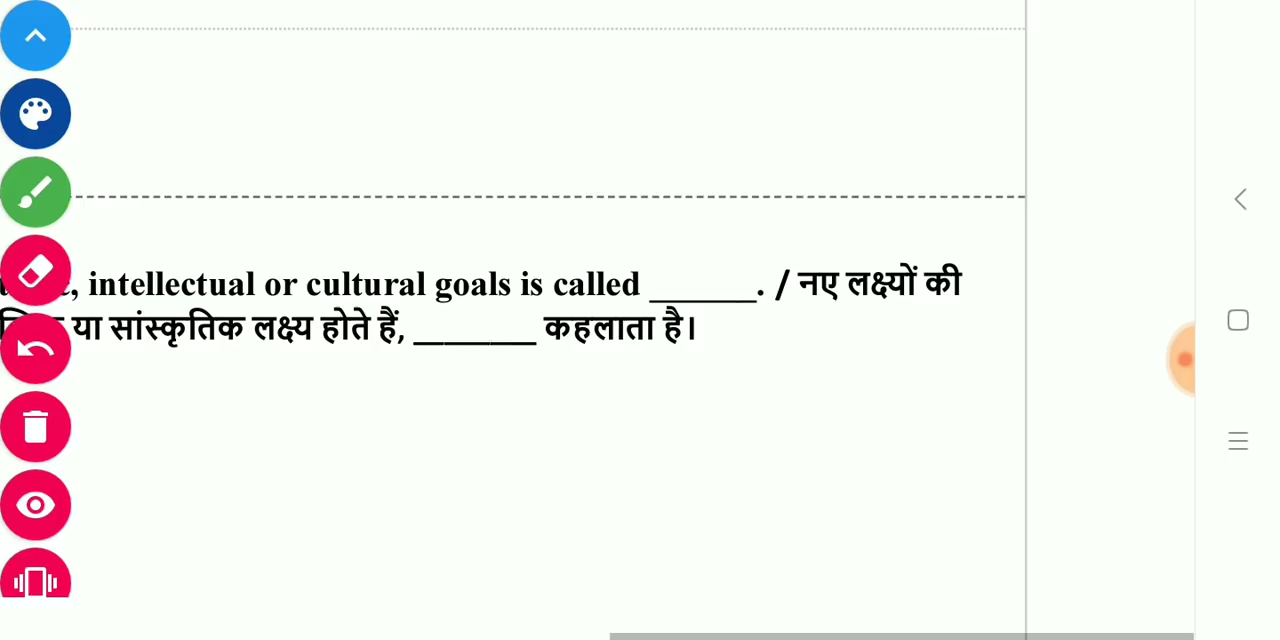 , intellectual or cultural goals is called ______. / नए लक्ष्यों की
या सांस्कृतिक लक्ष्य होते हैं, _______ कहलाता है।